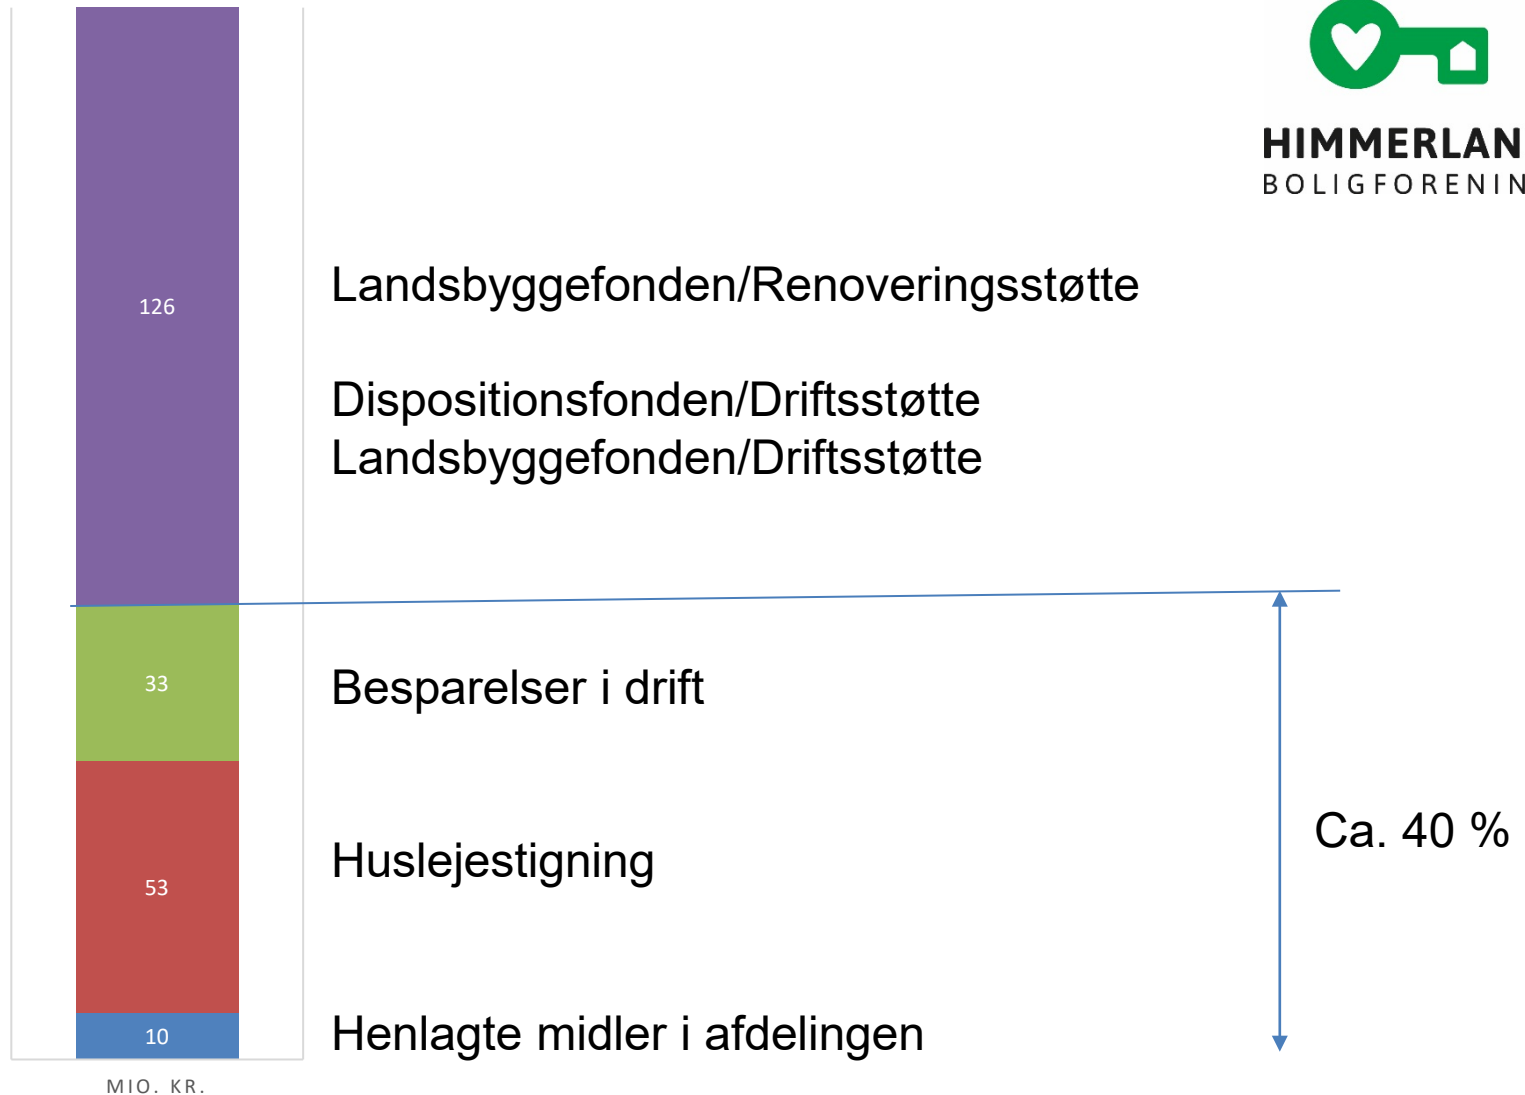 HIMMERLAN
BOLIGFORENIN
126
Landsbyggefonden/Renoveringsstøtte
Dispositionsfonden/Driftsstøtte
Landsbyggefonden/Driftsstøtte
33
Besparelser i drift
Ca. 40 %
53
Huslejestigning
10
Henlagte midler i afdelingen
MIO. KR.